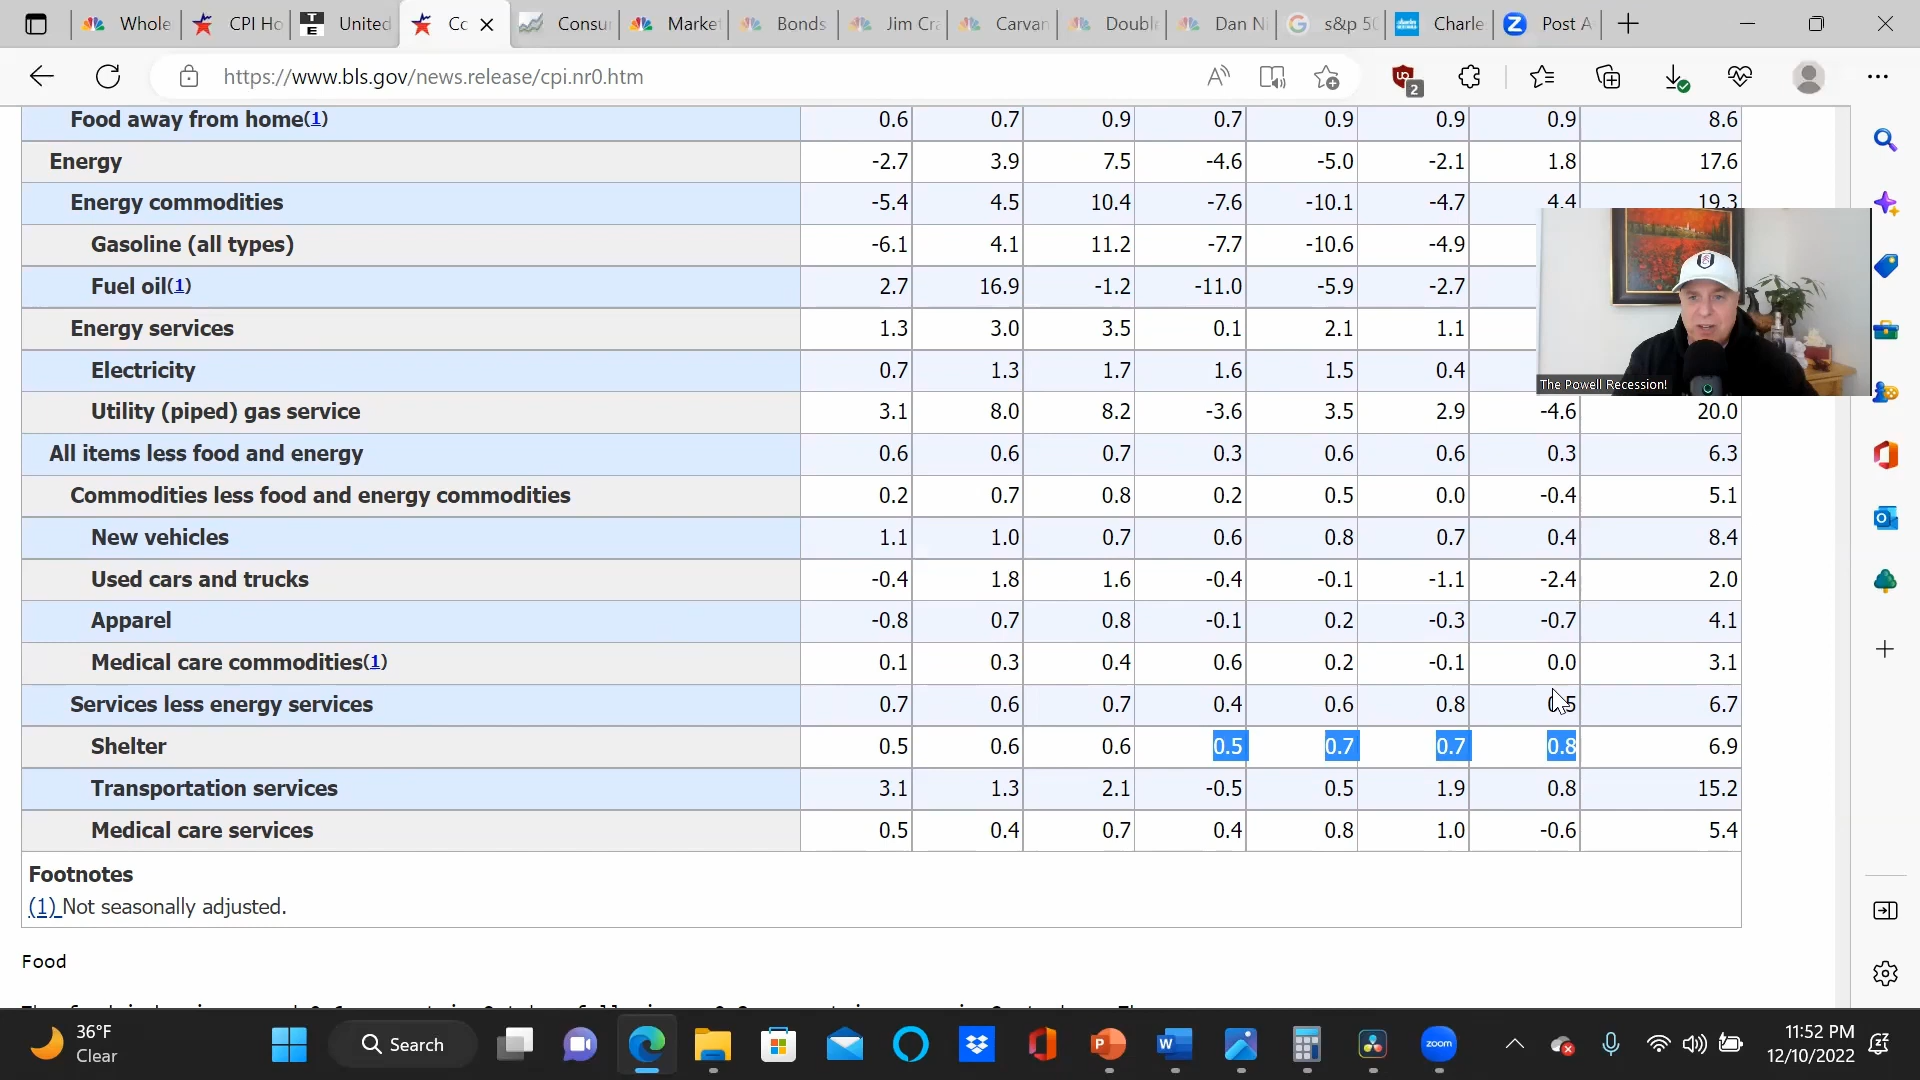 Whole
CPI Ho
United
Co
Consu
Market
Bonds
Jim Cra
Carvan
Double
Dan Ni
s&p 50
Charle
Post A
https://www.bls.gov/news.release/cpi.nr0.htm
2
Food away from home(1) 0.6 0.7 0.9 0.7 0.9 0.9 0.9 8.6
Energy -2.7 3.9 7.5 -4.6 -5.0 -2.1 1.8 17.6
Energy commodities -5.4 4.5 10.4 -7.6 -10.1 -4.7 4.4 19.3
Gasoline (all types) -6.1 4.1 11.2 -7.7 -10.6 -4.9
Fuel oil(1) 2.7 16.9 -1.2 -11.0 -5.9 -2.7
Energy services 1.3 3.0 3.5 0.1 2.1 1.1
Electricity 0.7 1.3 1.7 1.6 1.5 0.4
The Powell Recession!
Utility (piped) gas service 3.1 8.0 8.2 -3.6 3.5 2.9 -4.6 20.0
All items less food and energy 0.6 0.6 0.7 0.3 0.6 0.6 0.3 6.3
Commodities less food and energy commodities 0.2 0.7 0.8 0.2 0.5 0.0 -0.4 5.1
New vehicles 1.1 1.0 0.7 0.6 0.8 0.7 0.4 8.4
Used cars and trucks -0.4 1.8 1.6 -0.4 -0.1 -1.1 -2.4 2.0
Apparel -0.8 0.7 0.8 -0.1 0.2 -0.3 -0.7 4.1
Medical care commodities(1) 0.1 0.3 0.4 0.6 0.2 -0.1 0.0 3.1
Services less energy services 0.7 0.6 0.7 0.4 0.6 0.8 0.5 6.7
Shelter 0.5 0.6 0.6 0.5 0.7 0.7 0.8 6.9
Transportation services 3.1 1.3 2.1 -0.5 0.5 1.9 0.8 15.2
Medical care services 0.5 0.4 0.7 0.4 0.8 1.0 -0.6 5.4
Footnotes
(1) Not seasonally adjusted.
Food
36°F
Clear
Search
zoom
11:52 PM
12/10/2022